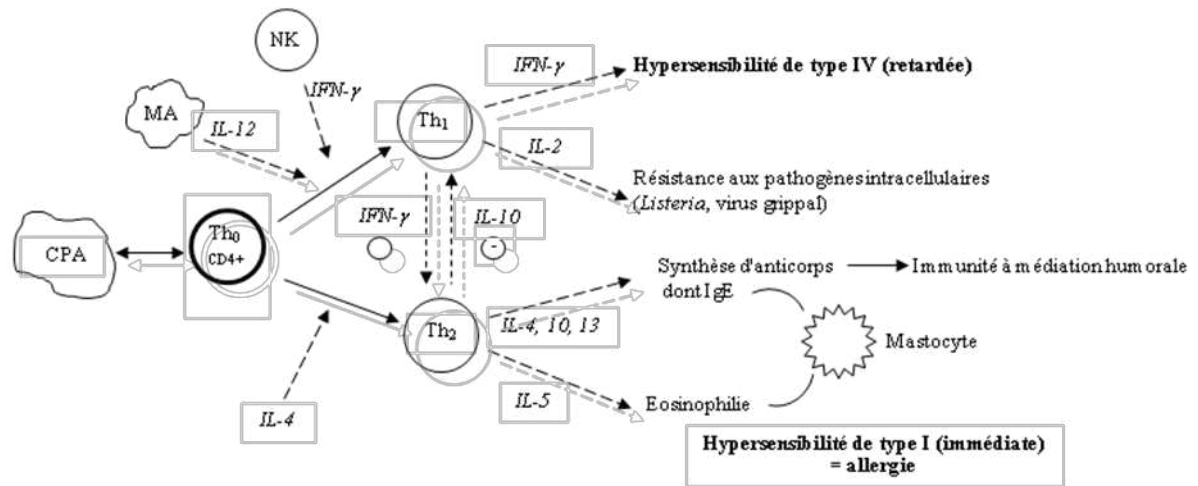 NK
IFN-γ
Hypersensibilité de type IV (retardée)
IFN-γ
MA
IL-12
Th1
IL-2
Résistance aux pathogènes intracellulaires
(Listeria, virus grippal)
IFN-γ
IL-10
Th0
CD4+
-
-
CPA
Synthèse d'anticorps
dont IgE
Immunité à médiation humorale
Th2
IL-4, 10, 13
Mastocyte
IL-4
IL-5
Eosinophilie
Hypersensibilité de type I (immédiate)
= allergie